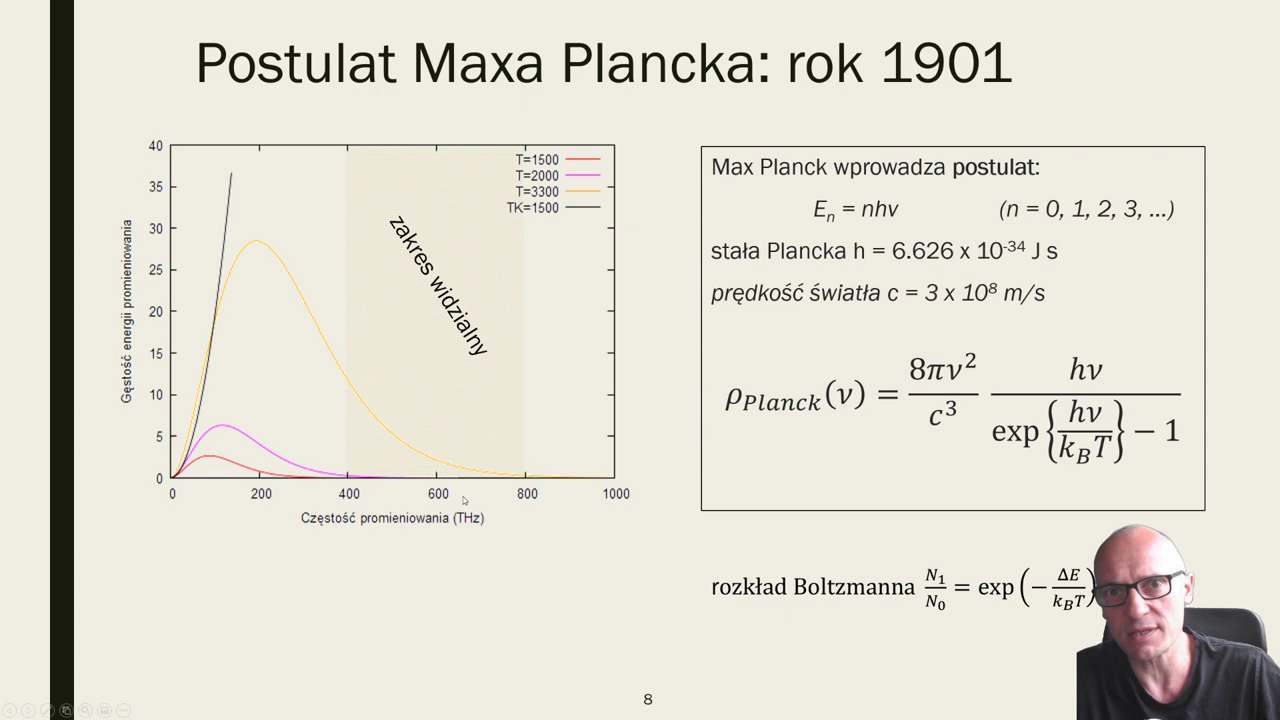 Postulat Maxa Plancka: rok 1901
40
35
30
25
20
15
10
5
0
Gęstość energii promieniowania
T=1500
T=2000
T=3300
TK=1500
zakres widzialny
0 200 400 600 800 1000
Częstość promieniowania (THz)
Max Planck wprowadza postulat:
Eₙ = nhν (n = 0, 1, 2, 3, ...)
stała Plancka h = 6.626 x 10⁻³⁴ J s
prędkość światła c = 3 x 10⁸ m/s
ρ_Planck(ν) = 8πν²/c³ hν/(exp{hν/k_BT} − 1)
rozkład Boltzmanna N₁/N₀ = exp(−ΔE/k_BT)
8